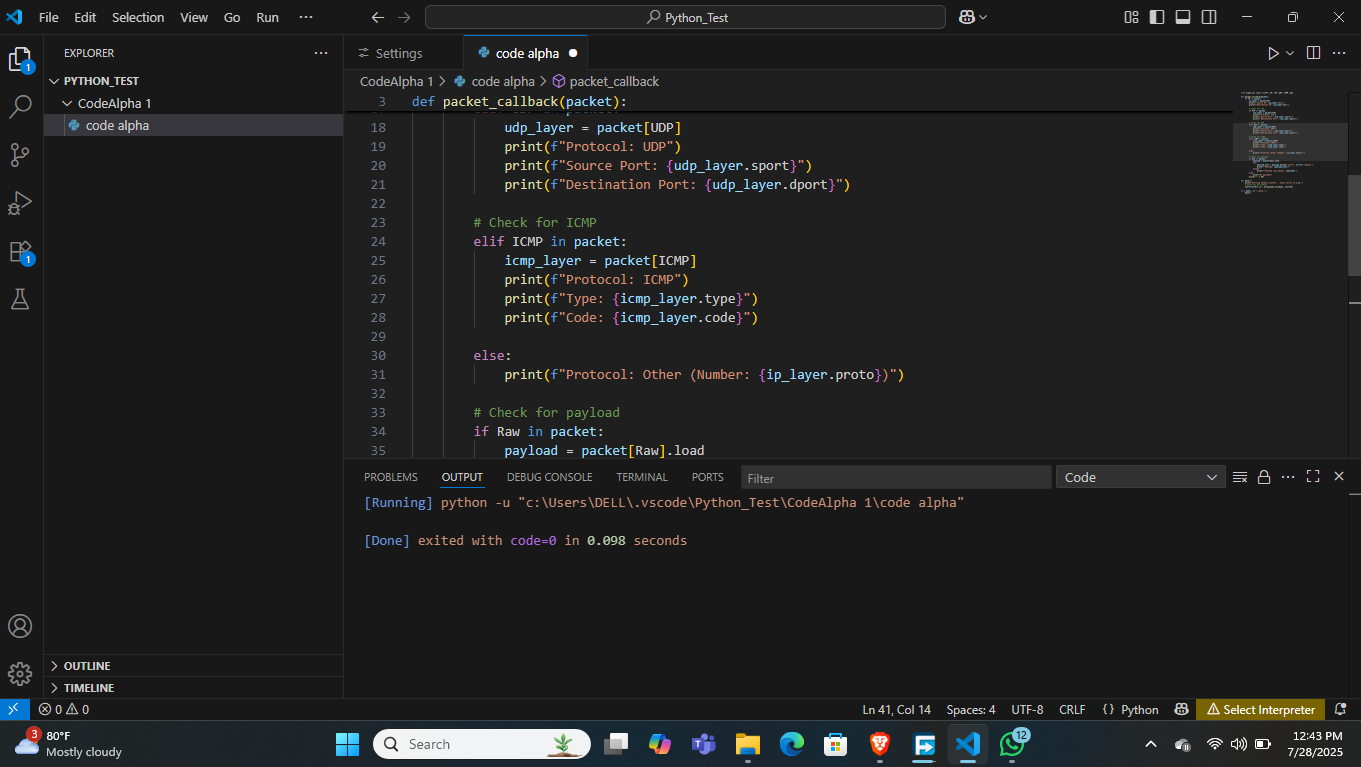 File Edit Selection View Go Run ··· Python_Test
EXPLORER ···
PYTHON_TEST
CodeAlpha 1
code alpha
1
1
OUTLINE
TIMELINE
Settings code alpha
CodeAlpha 1 > code alpha > packet_callback
3 def packet_callback(packet):
18 udp_layer = packet[UDP]
19 print(f"Protocol: UDP")
20 print(f"Source Port: {udp_layer.sport}")
21 print(f"Destination Port: {udp_layer.dport}")
22
23 # Check for ICMP
24 elif ICMP in packet:
25 icmp_layer = packet[ICMP]
26 print(f"Protocol: ICMP")
27 print(f"Type: {icmp_layer.type}")
28 print(f"Code: {icmp_layer.code}")
29
30 else:
31 print(f"Protocol: Other (Number: {ip_layer.proto})")
32
33 # Check for payload
34 if Raw in packet:
35 payload = packet[Raw].load
PROBLEMS OUTPUT DEBUG CONSOLE TERMINAL PORTS Filter Code
[Running] python -u "c:\Users\DELL\.vscode\Python_Test\CodeAlpha 1\code alpha"
[Done] exited with code=0 in 0.098 seconds
0 0 Ln 41, Col 14 Spaces: 4 UTF-8 CRLF {} Python Select Interpreter
3 80°F
Mostly cloudy
Search
12
12:43 PM
7/28/2025